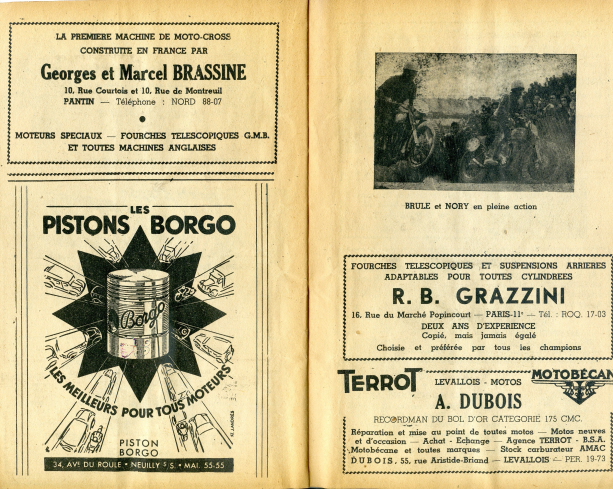 LA PREMIERE MACHINE DE MOTO-CROSS
CONSTRUITE EN FRANCE PAR
Georges et Marcel BRASSINE
10, Rue Courtois et 10, Rue de Montreuil
PANTIN — Téléphone : NORD 88-07
MOTEURS SPECIAUX — FOURCHES TELESCOPIQUES G.M.B.
ET TOUTES MACHINES ANGLAISES
LES
PISTONS BORGO
Borgo
LES MEILLEURS POUR TOUS MOTEURS
PISTON
BORGO
34, AVE DU ROULE • NEUILLY S/S. • MAI. 55-55
BRULE et NORY en pleine action
FOURCHES TELESCOPIQUES ET SUSPENSIONS ARRIERES
ADAPTABLES POUR TOUTES CYLINDREES
R. B. GRAZZINI
16, Rue du Marché Popincourt — PARIS-11e — Tél. : ROQ. 17-03
DEUX ANS D'EXPERIENCE
Copié, mais jamais égalé
Choisie et préférée par tous les champions
TERROT LEVALLOIS - MOTOS MOTOBÉCAN
A. DUBOIS
RECORDMAN DU BOL D'OR CATEGORIE 175 CMC.
Réparation et mise au point de toutes motos — Motos neuves
et d'occasion — Achat - Echange — Agence TERROT - B.S.A.
Motobécane et toutes marques — Stock carburateur AMAC
DUBOIS, 55, rue Aristide-Briand — LEVALLOIS — PER. 19-73